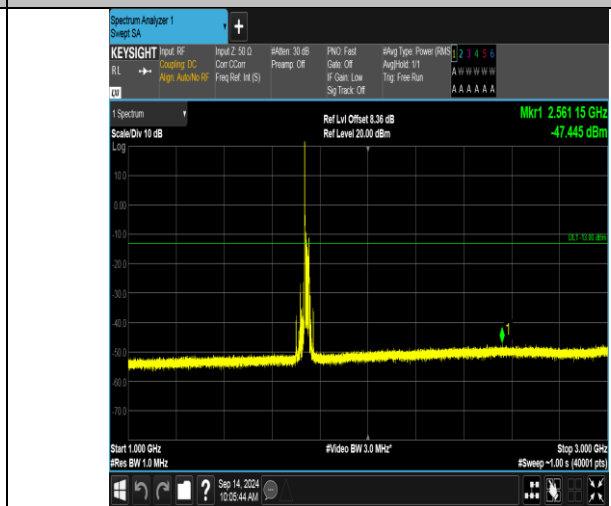 Spectrum Analyzer 1
Swept SA
+
KEYSIGHT
RL
LXI
Input: RF
Coupling: DC
Align: Auto/No RF
Input Z: 50 Ω
Corr CCorr
Freq Ref: Int (S)
#Atten: 30 dB
Preamp: Off
PNO: Fast
Gate: Off
IF Gain: Low
Sig Track: Off
#Avg Type: Power (RMS
Avg|Hold: 1/1
Trig: Free Run
1 2 3 4 5 6
A W W W W W
A A A A A A
1 Spectrum
Scale/Div 10 dB
Ref Lvl Offset 8.36 dB
Ref Level 20.00 dBm
Mkr1 2.561 15 GHz
-47.445 dBm
Log
10.0
0.00
-10.0
DL1 -13.00 dBm
-20.0
-30.0
-40.0
1
-50.0
-60.0
-70.0
Start 1.000 GHz
#Res BW 1.0 MHz
#Video BW 3.0 MHz*
Stop 3.000 GHz
#Sweep ~1.00 s (40001 pts)
?
Sep 14, 2024
10:05:44 AM